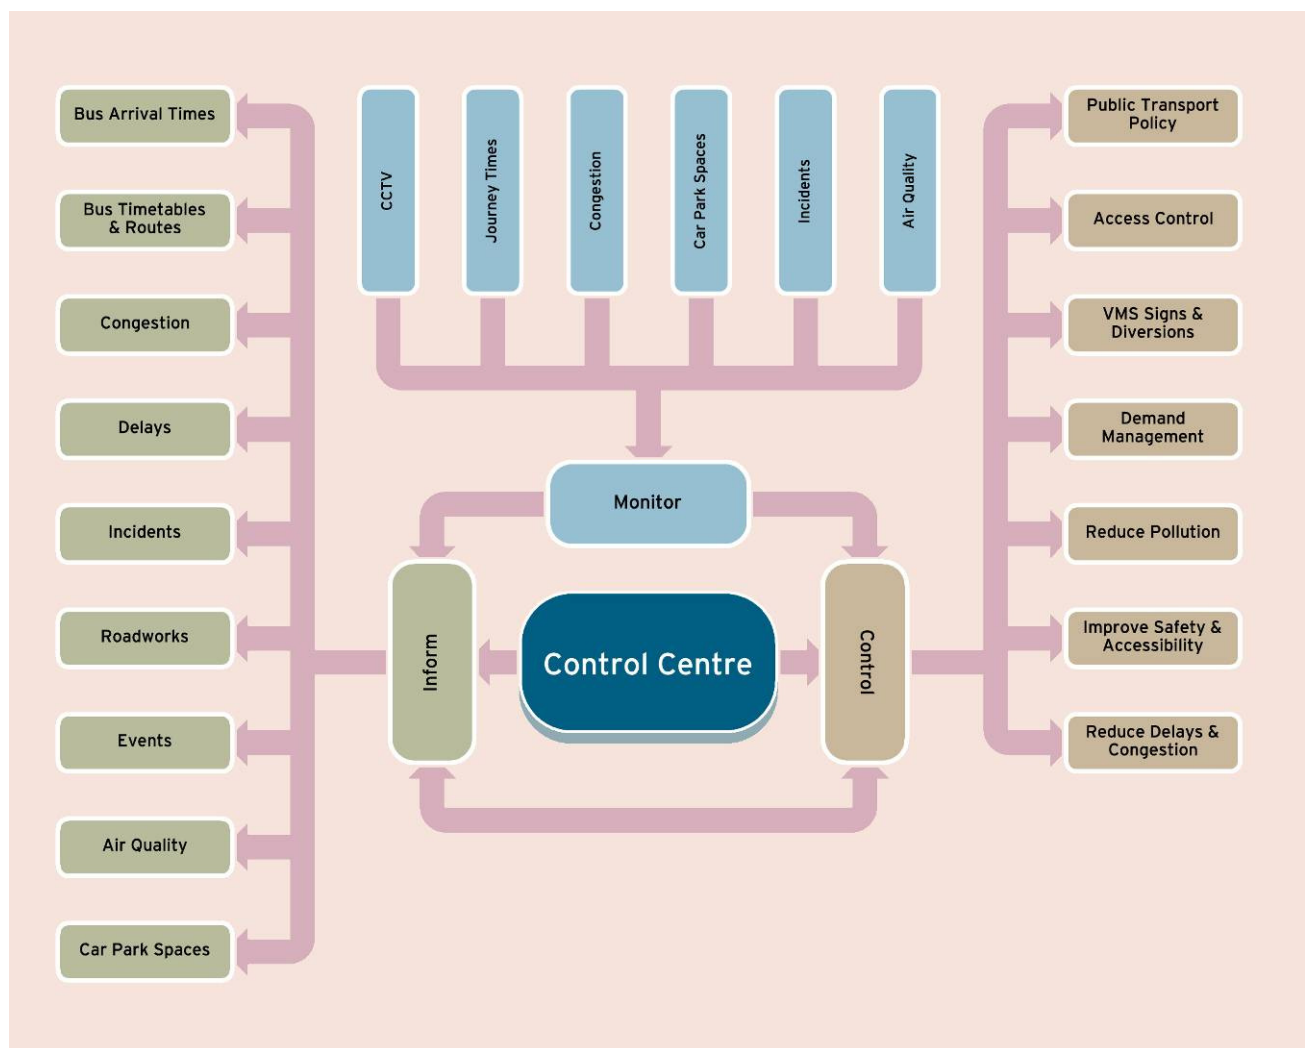 Bus Arrival Times
Bus Timetables
& Routes
Congestion
Delays
Incidents
Roadworks
Events
Air Quality
Car Park Spaces
CCTV
Journey Times
Congestion
Car Park Spaces
Incidents
Air Quality
Monitor
Inform
Control Centre
Control
Public Transport
Policy
Access Control
VMS Signs &
Diversions
Demand
Management
Reduce Pollution
Improve Safety &
Accessibility
Reduce Delays &
Congestion